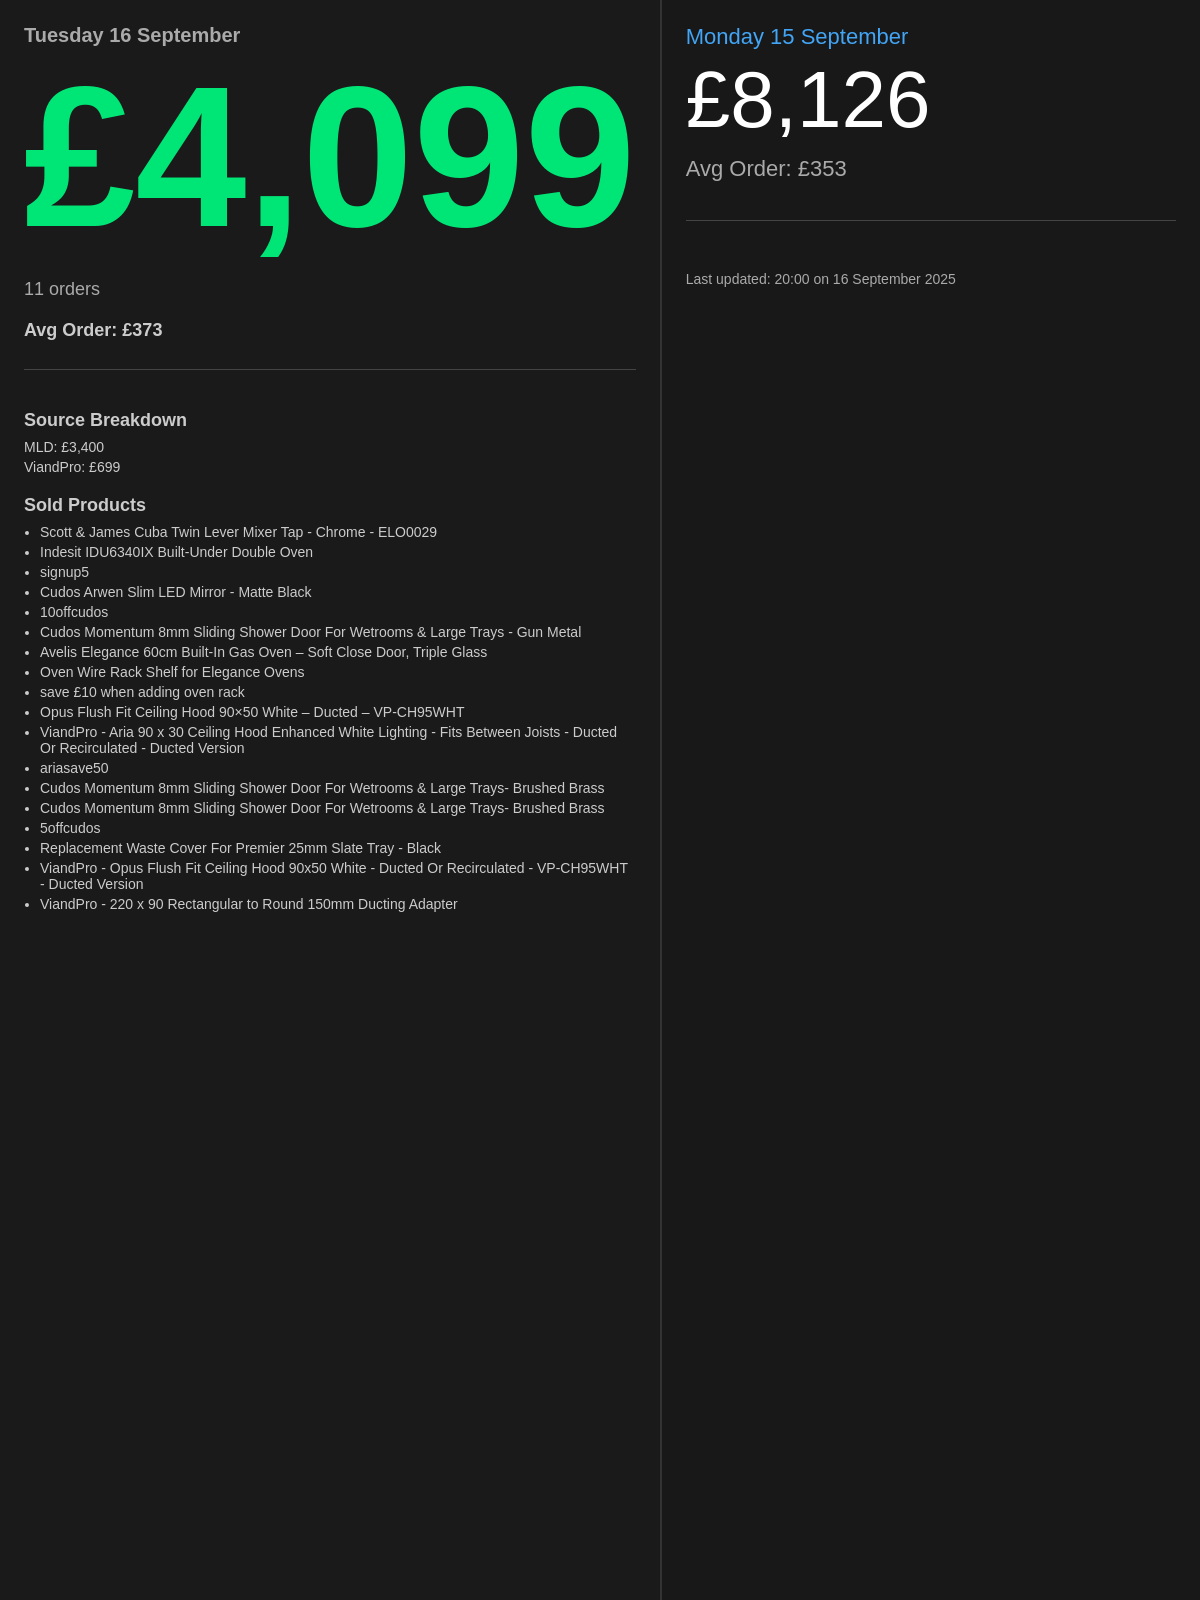 Tuesday 16 September
£4,099
11 orders
Avg Order: £373
Source Breakdown
MLD: £3,400
ViandPro: £699
Sold Products
• Scott & James Cuba Twin Lever Mixer Tap - Chrome - ELO0029
• Indesit IDU6340IX Built-Under Double Oven
• signup5
• Cudos Arwen Slim LED Mirror - Matte Black
• 10offcudos
• Cudos Momentum 8mm Sliding Shower Door For Wetrooms & Large Trays - Gun Metal
• Avelis Elegance 60cm Built-In Gas Oven – Soft Close Door, Triple Glass
• Oven Wire Rack Shelf for Elegance Ovens
• save £10 when adding oven rack
• Opus Flush Fit Ceiling Hood 90×50 White – Ducted – VP-CH95WHT
• ViandPro - Aria 90 x 30 Ceiling Hood Enhanced White Lighting - Fits Between Joists - Ducted
Or Recirculated - Ducted Version
• ariasave50
• Cudos Momentum 8mm Sliding Shower Door For Wetrooms & Large Trays- Brushed Brass
• Cudos Momentum 8mm Sliding Shower Door For Wetrooms & Large Trays- Brushed Brass
• 5offcudos
• Replacement Waste Cover For Premier 25mm Slate Tray - Black
• ViandPro - Opus Flush Fit Ceiling Hood 90x50 White - Ducted Or Recirculated - VP-CH95WHT
- Ducted Version
• ViandPro - 220 x 90 Rectangular to Round 150mm Ducting Adapter
Monday 15 September
£8,126
Avg Order: £353
Last updated: 20:00 on 16 September 2025